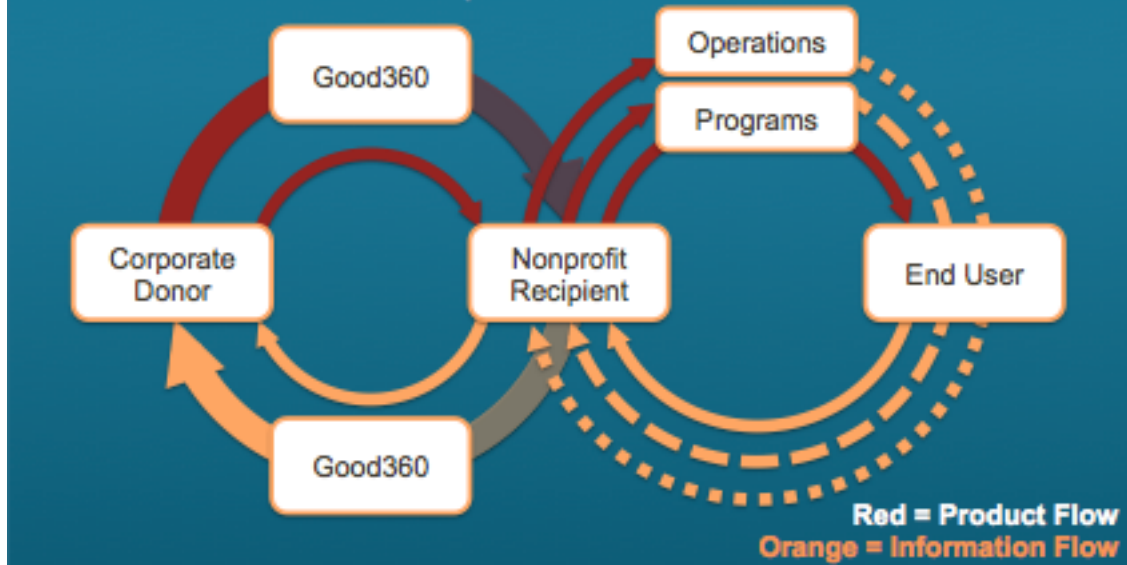 Good360
Operations
Programs
Corporate
Donor
Nonprofit
Recipient
End User
Good360
Red = Product Flow
Orange = Information Flow